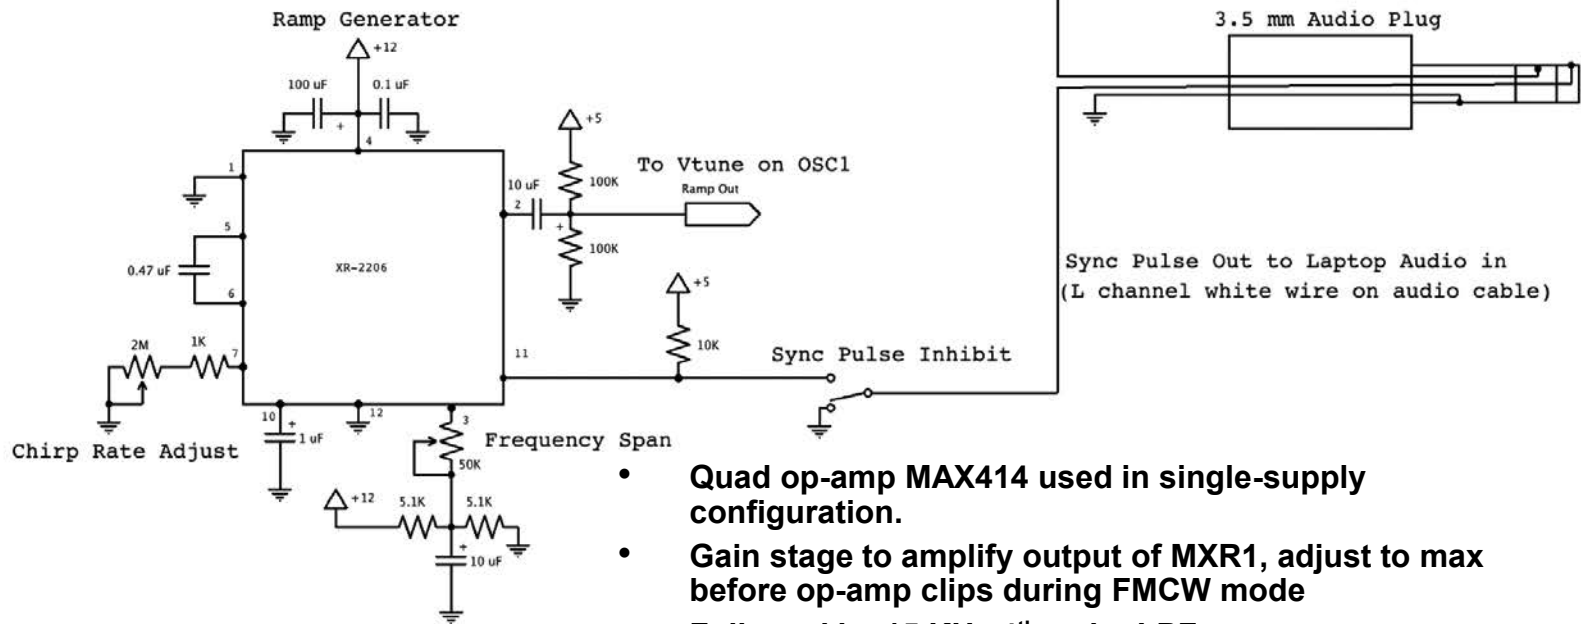 Ramp Generator
+12
100 uF
0.1 uF
+
4
1
5
0.47 uF
6
XR-2206
2M
1K
7
Chirp Rate Adjust
10
+
1 uF
12
3
50K
Frequency Span
+12
5.1K
5.1K
+
10 uF
+5
10 uF
2
+
100K
100K
To Vtune on OSC1
Ramp Out
+5
10K
11
Sync Pulse Inhibit
3.5 mm Audio Plug
Sync Pulse Out to Laptop Audio in
(L channel white wire on audio cable)
• Quad op-amp MAX414 used in single-supply
configuration.
• Gain stage to amplify output of MXR1, adjust to max
before op-amp clips during FMCW mode